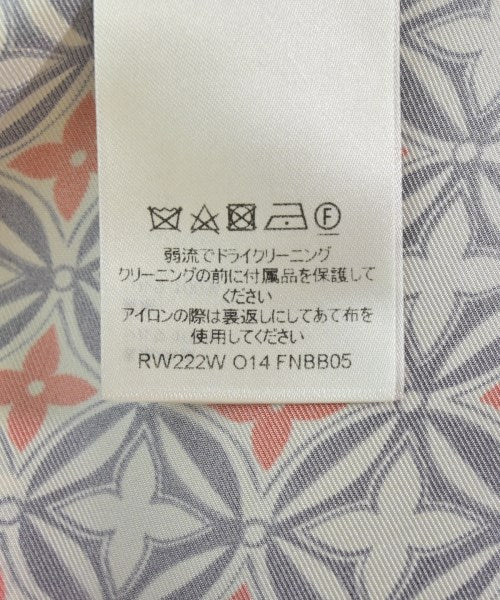 Ⓕ
弱流でドライクリーニング
クリーニングの前に付属品を保護して
ください
アイロンの際は裏返しにしてあて布を
使用してください
RW222W O14 FNBB05